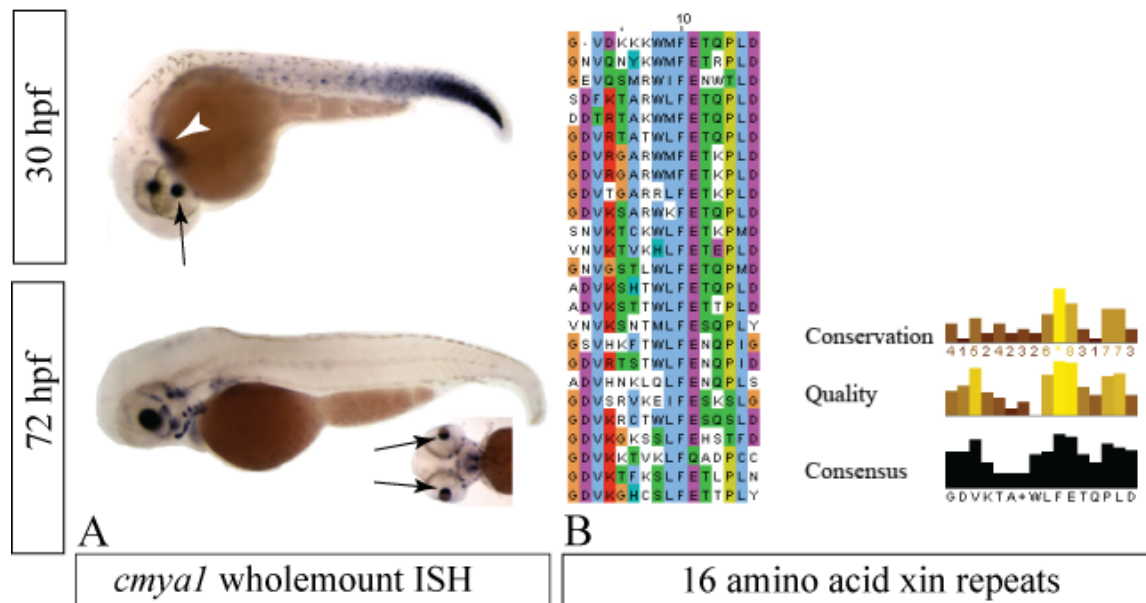 30 hpf
72 hpf
A
cmya1 wholemount ISH
10
G-VDKKKWMFETQPLD
GNVQNYKWMFETRPLD
GEVQSMRWIFENWTLD
SDFKTARWLFETQPLD
DDTRTAKWMFETQPLD
GDVRTATWLFETQPLD
GDVRGARWMFETKPLD
GDVRGARWMFETKPLD
GDVTGARRLFETKPLD
GDVKSARWKFETQPLD
SNVKTCKWLFETKPMD
VNVKTVKHLFETEPLD
GNVGSTLWLFETQPMD
ADVKSHTWLFETQPLD
ADVKSTTWLFETTPLD
VNVKSNTMLFESQPLY
GSVHKFTWLFENQPIG
GDVRTSTWLFENQPID
ADVHNKLQLFENQPLS
GDVSRVKEIFESKSLG
GDVKRCTWLFESQSLD
GDVKGKSSLFEHSTFD
GDVKKTVKLFQADPCC
GDVKTFKSLFETLPLN
GDVKGHCSLFETTPLY
Conservation
415242326*831773
Quality
Consensus
GDVKTA+WLFETQPLD
B
16 amino acid xin repeats